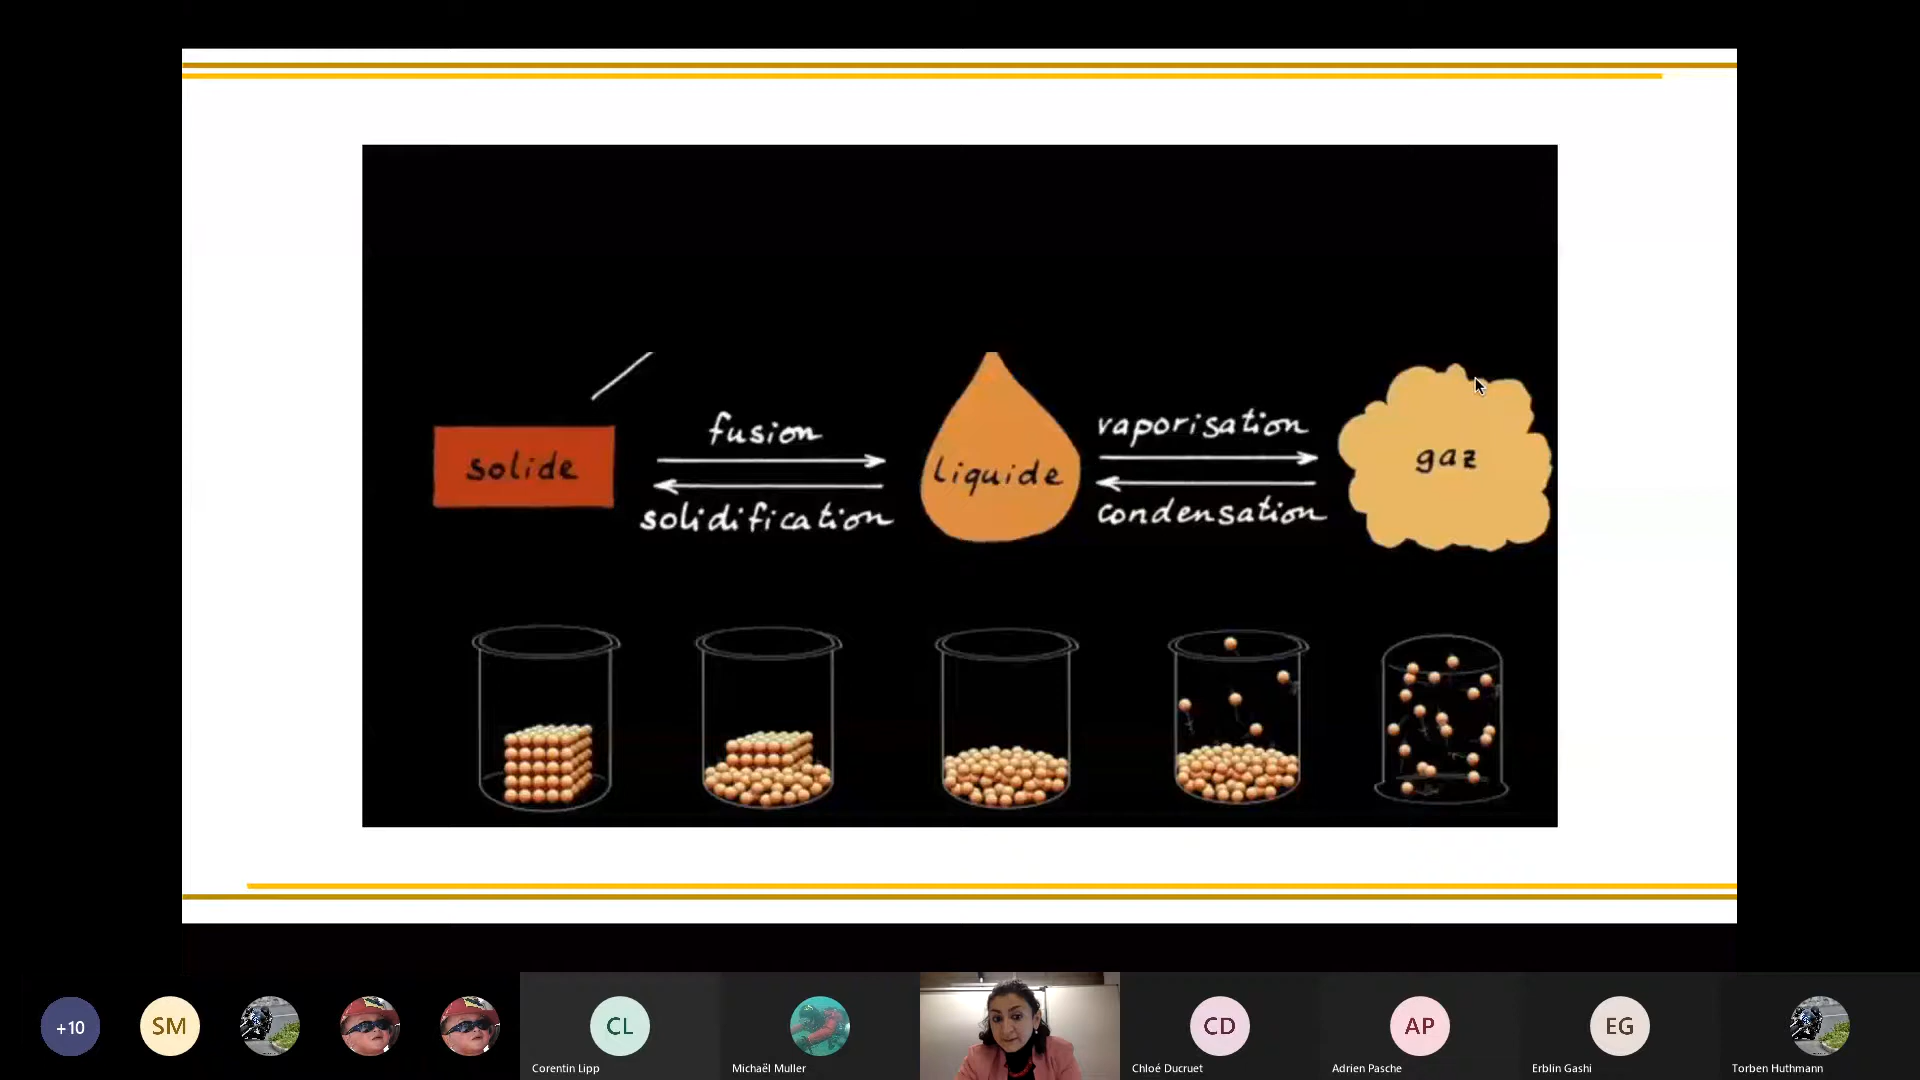 fusion
vaporisation
solide
liquide
gaz
solidification
condensation
+10
SM
CL
CD
AP
EG
Corentin Lipp
Michaël Muller
Chloé Ducruet
Adrien Pasche
Erblin Gashi
Torben Huthmann